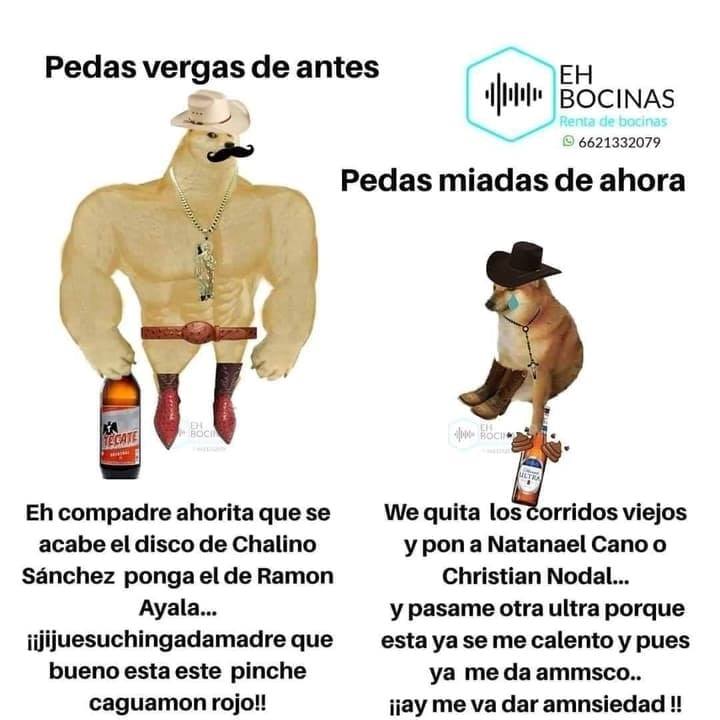 Pedas vergas de antes
EH
BOCINAS
Renta de bocinas
6621332079
Pedas miadas de ahora
TECATE
ORIGINAL
EH
ULTRA
Eh compadre ahorita que se
acabe el disco de Chalino
Sánchez ponga el de Ramon
Ayala...
¡¡jijuesuchingadamadre que
bueno esta este pinche
caguamon rojo!!
We quita los corridos viejos
y pon a Natanael Cano o
Christian Nodal...
y pasame otra ultra porque
esta ya se me calento y pues
ya me da ammsco..
¡¡ay me va dar amnsiedad !!